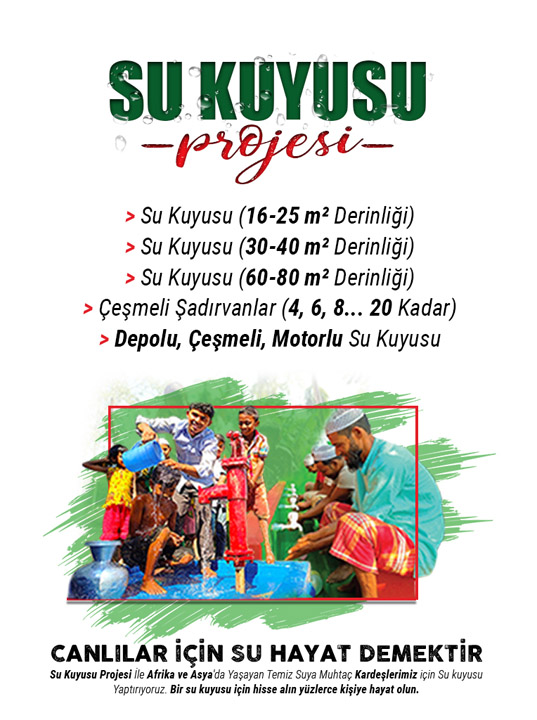 SU KUYUSU
projesi
> Su Kuyusu (16-25 m² Derinliği)
> Su Kuyusu (30-40 m² Derinliği)
> Su Kuyusu (60-80 m² Derinliği)
> Çeşmeli Şadırvanlar (4, 6, 8... 20 Kadar)
> Depolu, Çeşmeli, Motorlu Su Kuyusu
CANLILAR İÇİN SU HAYAT DEMEKTİR
Su Kuyusu Projesi İle Afrika ve Asya'da Yaşayan Temiz Suya Muhtaç Kardeşlerimiz için Su kuyusu
Yaptırıyoruz. Bir su kuyusu için hisse alın yüzlerce kişiye hayat olun.